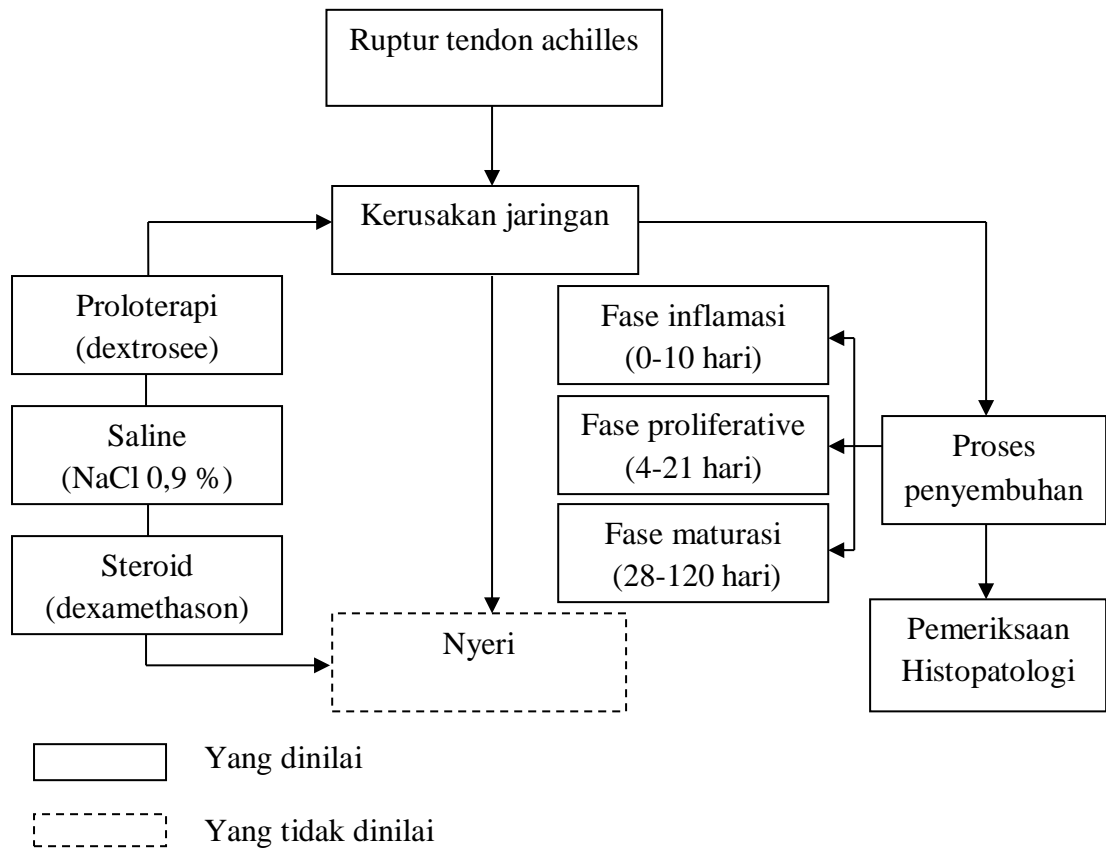 Ruptur tendon achilles
Kerusakan jaringan
Proloterapi
(dextrosee)
Saline
(NaCl 0,9 %)
Steroid
(dexamethason)
Nyeri
Fase inflamasi
(0-10 hari)
Fase proliferative
(4-21 hari)
Fase maturasi
(28-120 hari)
Proses
penyembuhan
Pemeriksaan
Histopatologi
Yang dinilai
Yang tidak dinilai